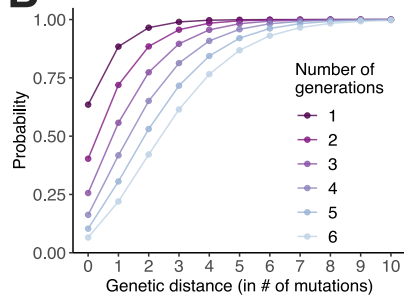 1.00
0.75
0.50
0.25
0.00
Probability
0 1 2 3 4 5 6 7 8 9 10
Genetic distance (in # of mutations)
Number of
generations
1
2
3
4
5
6